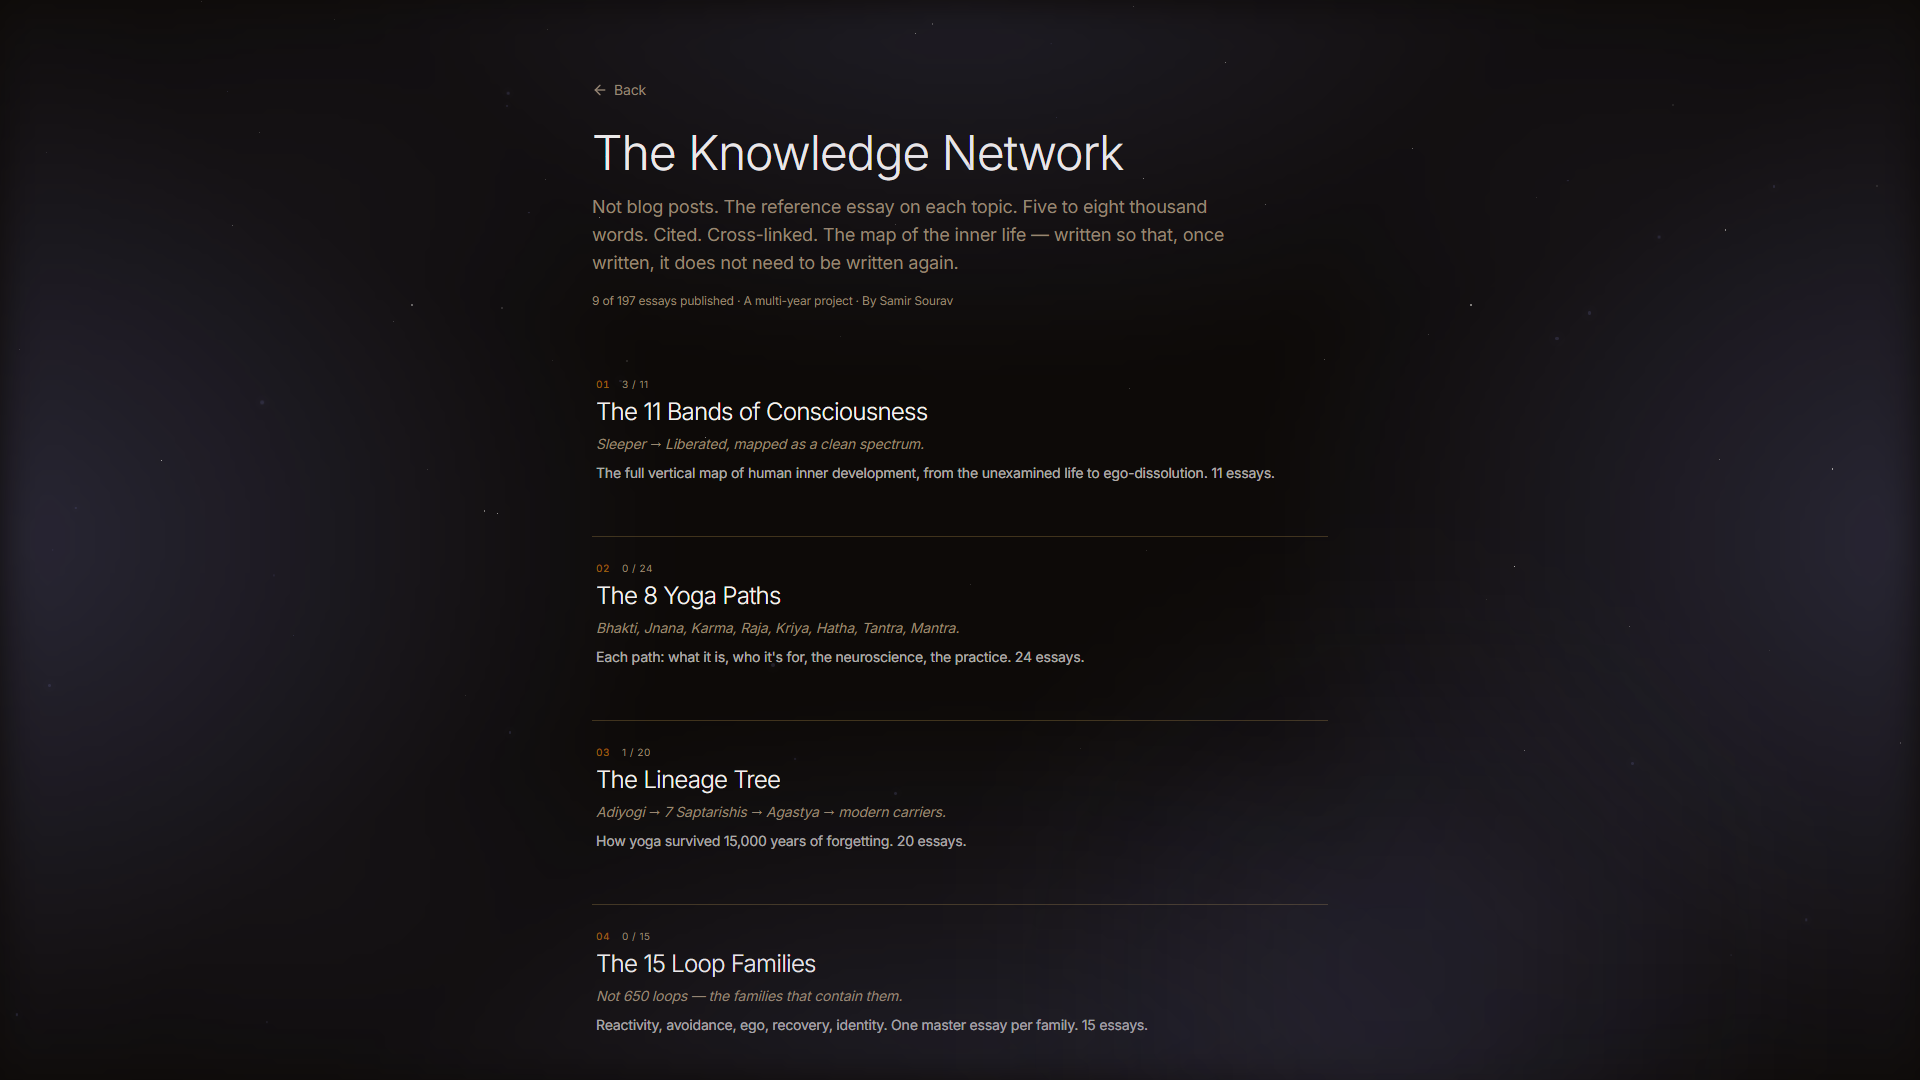 ← Back
The Knowledge Network
Not blog posts. The reference essay on each topic. Five to eight thousand
words. Cited. Cross-linked. The map of the inner life — written so that, once
written, it does not need to be written again.
9 of 197 essays published · A multi-year project · By Samir Sourav
01 3 / 11
The 11 Bands of Consciousness
Sleeper → Liberated, mapped as a clean spectrum.
The full vertical map of human inner development, from the unexamined life to ego-dissolution. 11 essays.
02 0 / 24
The 8 Yoga Paths
Bhakti, Jnana, Karma, Raja, Kriya, Hatha, Tantra, Mantra.
Each path: what it is, who it's for, the neuroscience, the practice. 24 essays.
03 1 / 20
The Lineage Tree
Adiyogi → 7 Saptarishis → Agastya → modern carriers.
How yoga survived 15,000 years of forgetting. 20 essays.
04 0 / 15
The 15 Loop Families
Not 650 loops — the families that contain them.
Reactivity, avoidance, ego, recovery, identity. One master essay per family. 15 essays.